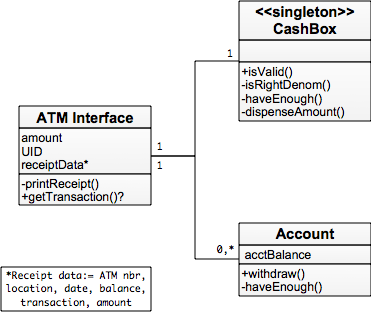 <<singleton>>
CashBox
+isValid()
-isRightDenom()
-haveEnough()
-dispenseAmount()
1
ATM Interface
amount
UID
receiptData*
-printReceipt()
+getTransaction()?
1
1
0,*
Account
acctBalance
+withdraw()
-haveEnough()
*Receipt data:= ATM nbr,
location, date, balance,
transaction, amount